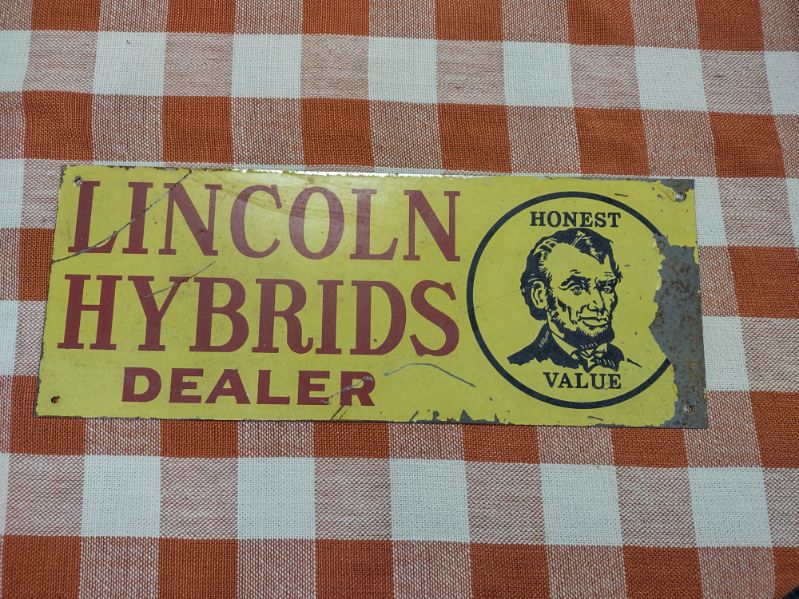 LINCOLN
HYBRIDS
DEALER
HONEST
VALUE